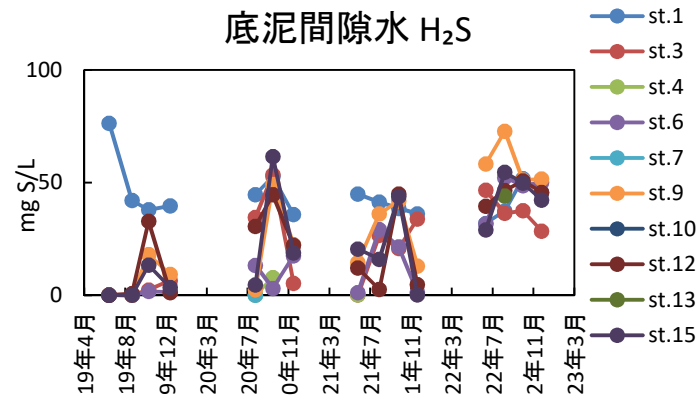 底泥間隙水 H₂S
100
50
0
mg S/L
19年4月
19年8月
9年12月
20年3月
20年7月
0年11月
21年3月
21年7月
1年11月
22年3月
22年7月
2年11月
23年3月
st.1
st.3
st.4
st.6
st.7
st.9
st.10
st.12
st.13
st.15